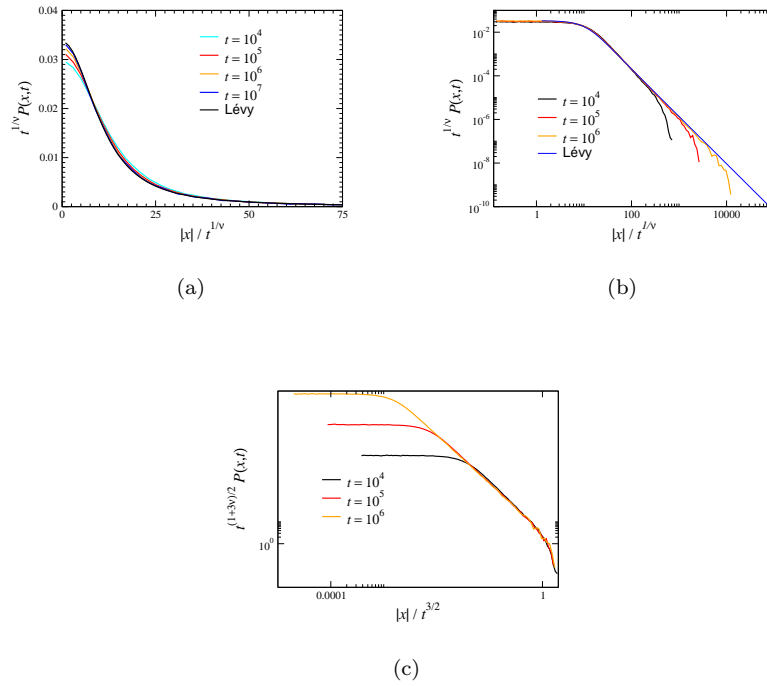 0.04
0.03
0.02
0.01
0
0 25 50 75
t^{1/ν} P(x,t)
|x| / t^{1/ν}
t = 10^4
t = 10^5
t = 10^6
t = 10^7
Lévy
(a)
10^{-2}
10^{-4}
10^{-6}
10^{-8}
10^{-10}
1 100 10000
t^{1/ν} P(x,t)
|x| / t^{1/ν}
t = 10^4
t = 10^5
t = 10^6
Lévy
(b)
10^0
0.0001 1
t^{(1+3ν)/2} P(x,t)
|x| / t^{3/2}
t = 10^4
t = 10^5
t = 10^6
(c)